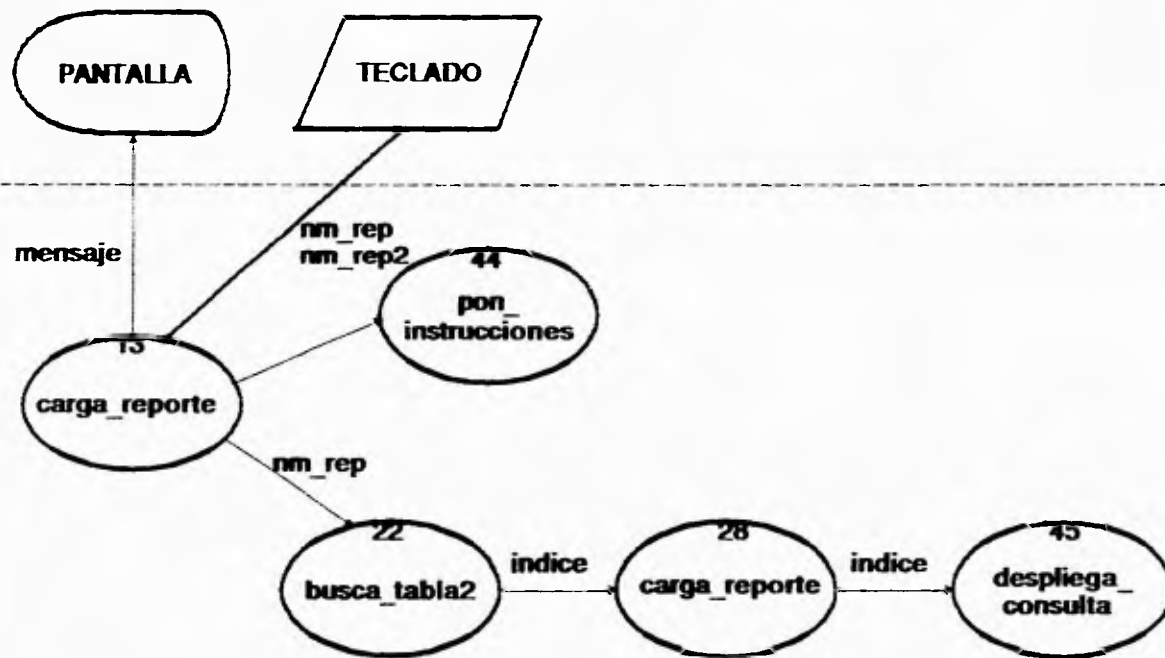 PANTALLA
TECLADO
mensaje
nm_rep
nm_rep2
44
pon_
instrucciones
13
carga_reporte
nm_rep
22
busca_tabla2
indice
28
carga_reporte
indice
45
despliega_
consulta